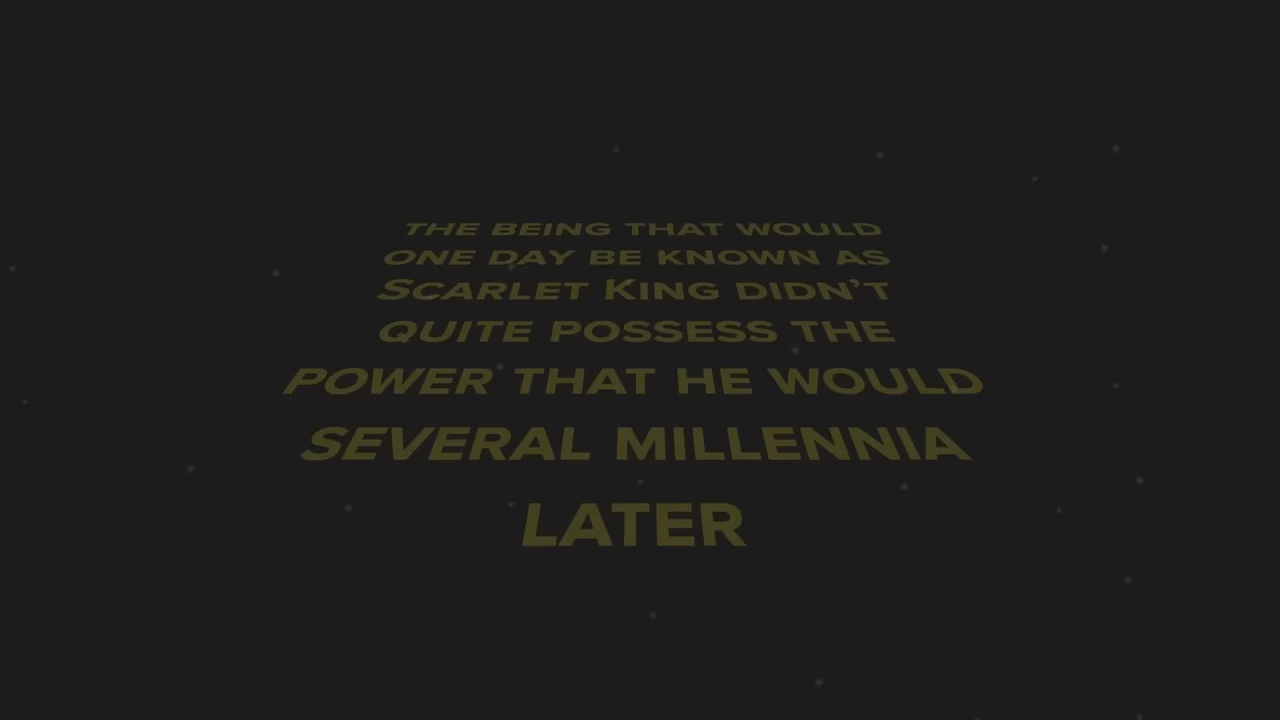 THE BEING THAT WOULD
ONE DAY BE KNOWN AS
SCARLET KING DIDN'T
QUITE POSSESS THE
POWER THAT HE WOULD
SEVERAL MILLENNIA
LATER